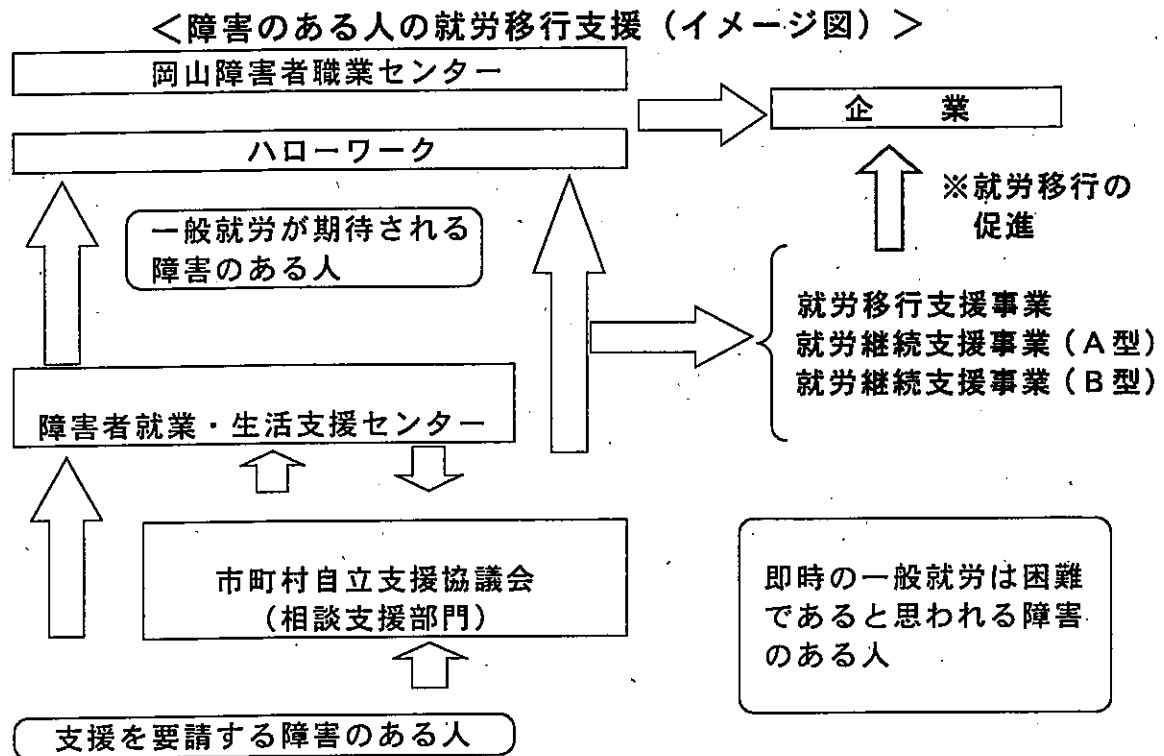 ＜障害のある人の就労移行支援（イメージ図）＞
岡山障害者職業センター
企　業
ハローワーク
※就労移行の
促進
一般就労が期待される
障害のある人
就労移行支援事業
就労継続支援事業（Ａ型）
就労継続支援事業（Ｂ型）
障害者就業・生活支援センター
市町村自立支援協議会
（相談支援部門）
即時の一般就労は困難
であると思われる障害
のある人
支援を要請する障害のある人